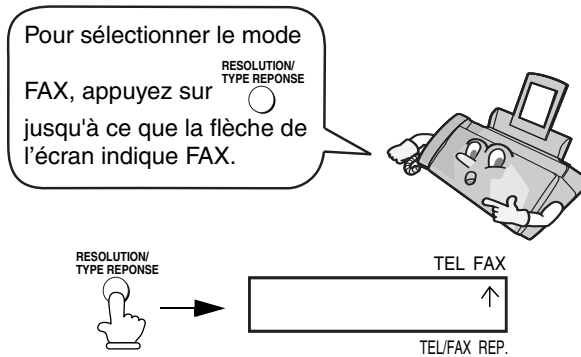 Pour sélectionner le mode
RESOLUTION/
TYPE REPONSE
FAX, appuyez sur
jusqu'à ce que la flèche de
l'écran indique FAX.
RESOLUTION/
TYPE REPONSE
TEL FAX
TEL/FAX REP.